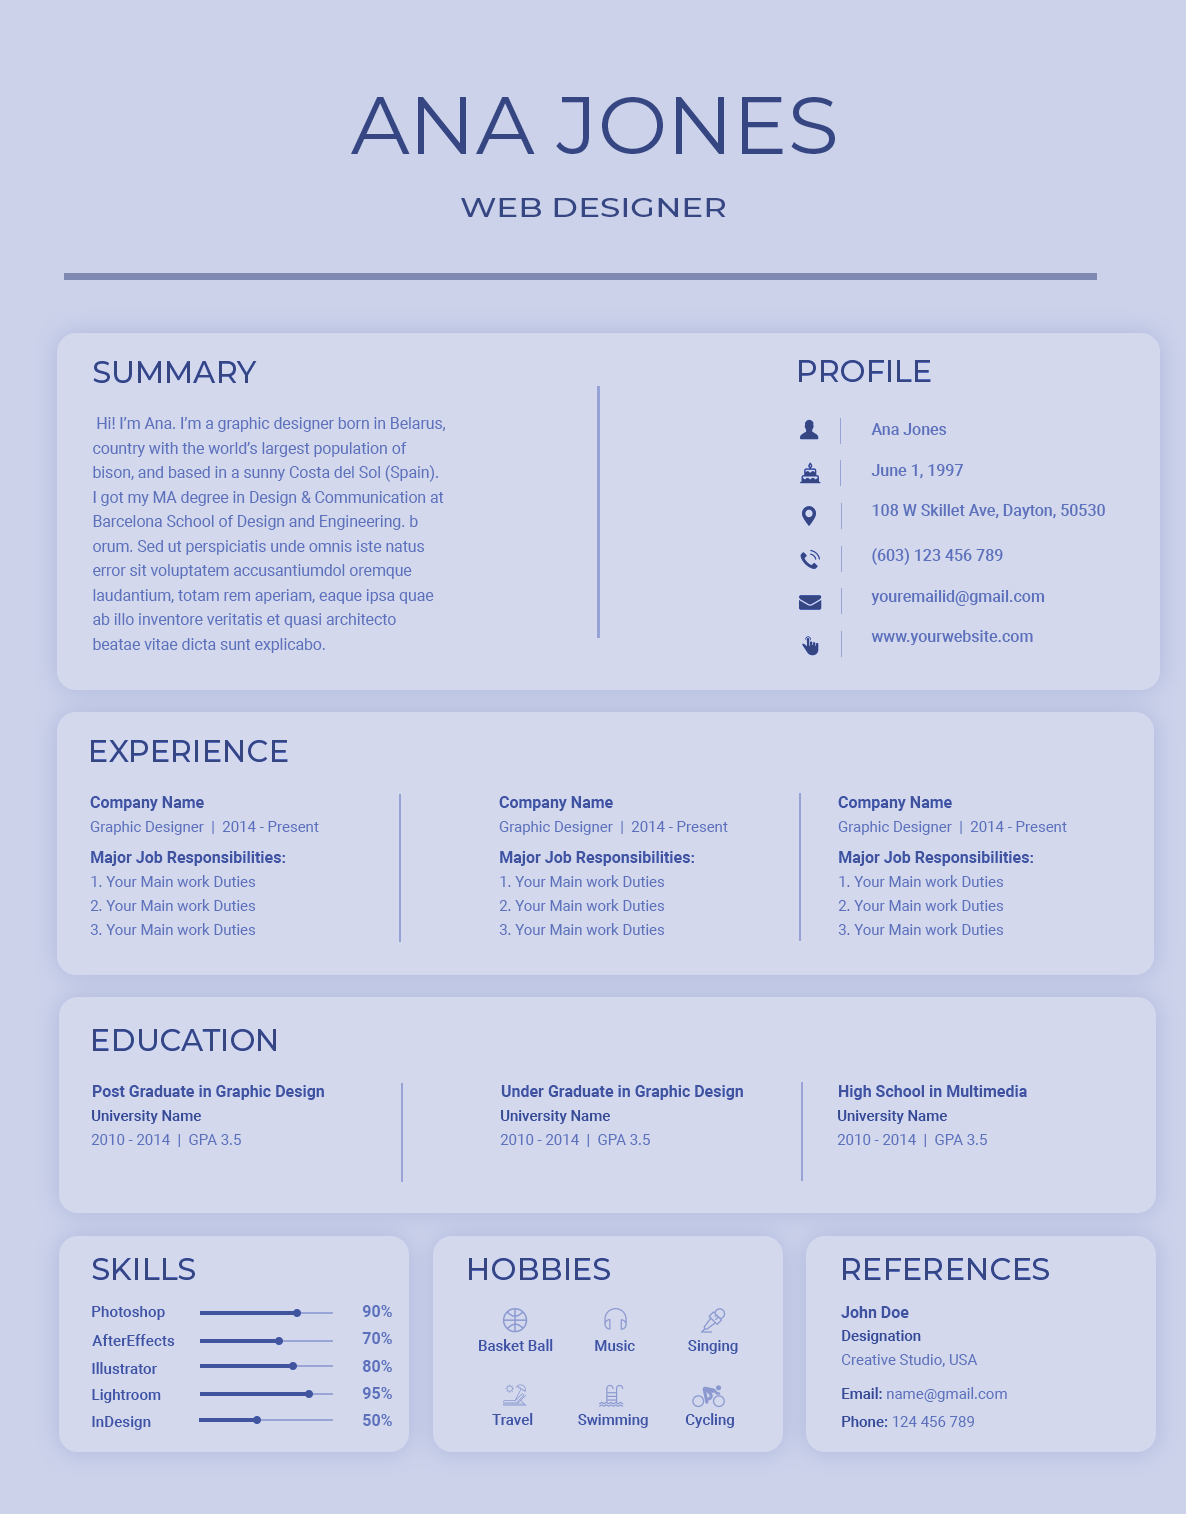 ANA JONES
WEB DESIGNER
SUMMARY
Hi! I’m Ana. I’m a graphic designer born in Belarus,
country with the world’s largest population of
bison, and based in a sunny Costa del Sol (Spain).
I got my MA degree in Design & Communication at
Barcelona School of Design and Engineering. b
orum. Sed ut perspiciatis unde omnis iste natus
error sit voluptatem accusantiumdol oremque
laudantium, totam rem aperiam, eaque ipsa quae
ab illo inventore veritatis et quasi architecto
beatae vitae dicta sunt explicabo.
PROFILE
Ana Jones
June 1, 1997
108 W Skillet Ave, Dayton, 50530
(603) 123 456 789
youremailid@gmail.com
www.yourwebsite.com
EXPERIENCE
Company Name
Graphic Designer | 2014 - Present
Major Job Responsibilities:
1. Your Main work Duties
2. Your Main work Duties
3. Your Main work Duties
Company Name
Graphic Designer | 2014 - Present
Major Job Responsibilities:
1. Your Main work Duties
2. Your Main work Duties
3. Your Main work Duties
Company Name
Graphic Designer | 2014 - Present
Major Job Responsibilities:
1. Your Main work Duties
2. Your Main work Duties
3. Your Main work Duties
EDUCATION
Post Graduate in Graphic Design
University Name
2010 - 2014 | GPA 3.5
Under Graduate in Graphic Design
University Name
2010 - 2014 | GPA 3.5
High School in Multimedia
University Name
2010 - 2014 | GPA 3.5
SKILLS
Photoshop 90%
AfterEffects 70%
Illustrator 80%
Lightroom 95%
InDesign 50%
HOBBIES
Basket Ball Music Singing
Travel Swimming Cycling
REFERENCES
John Doe
Designation
Creative Studio, USA
Email: name@gmail.com
Phone: 124 456 789